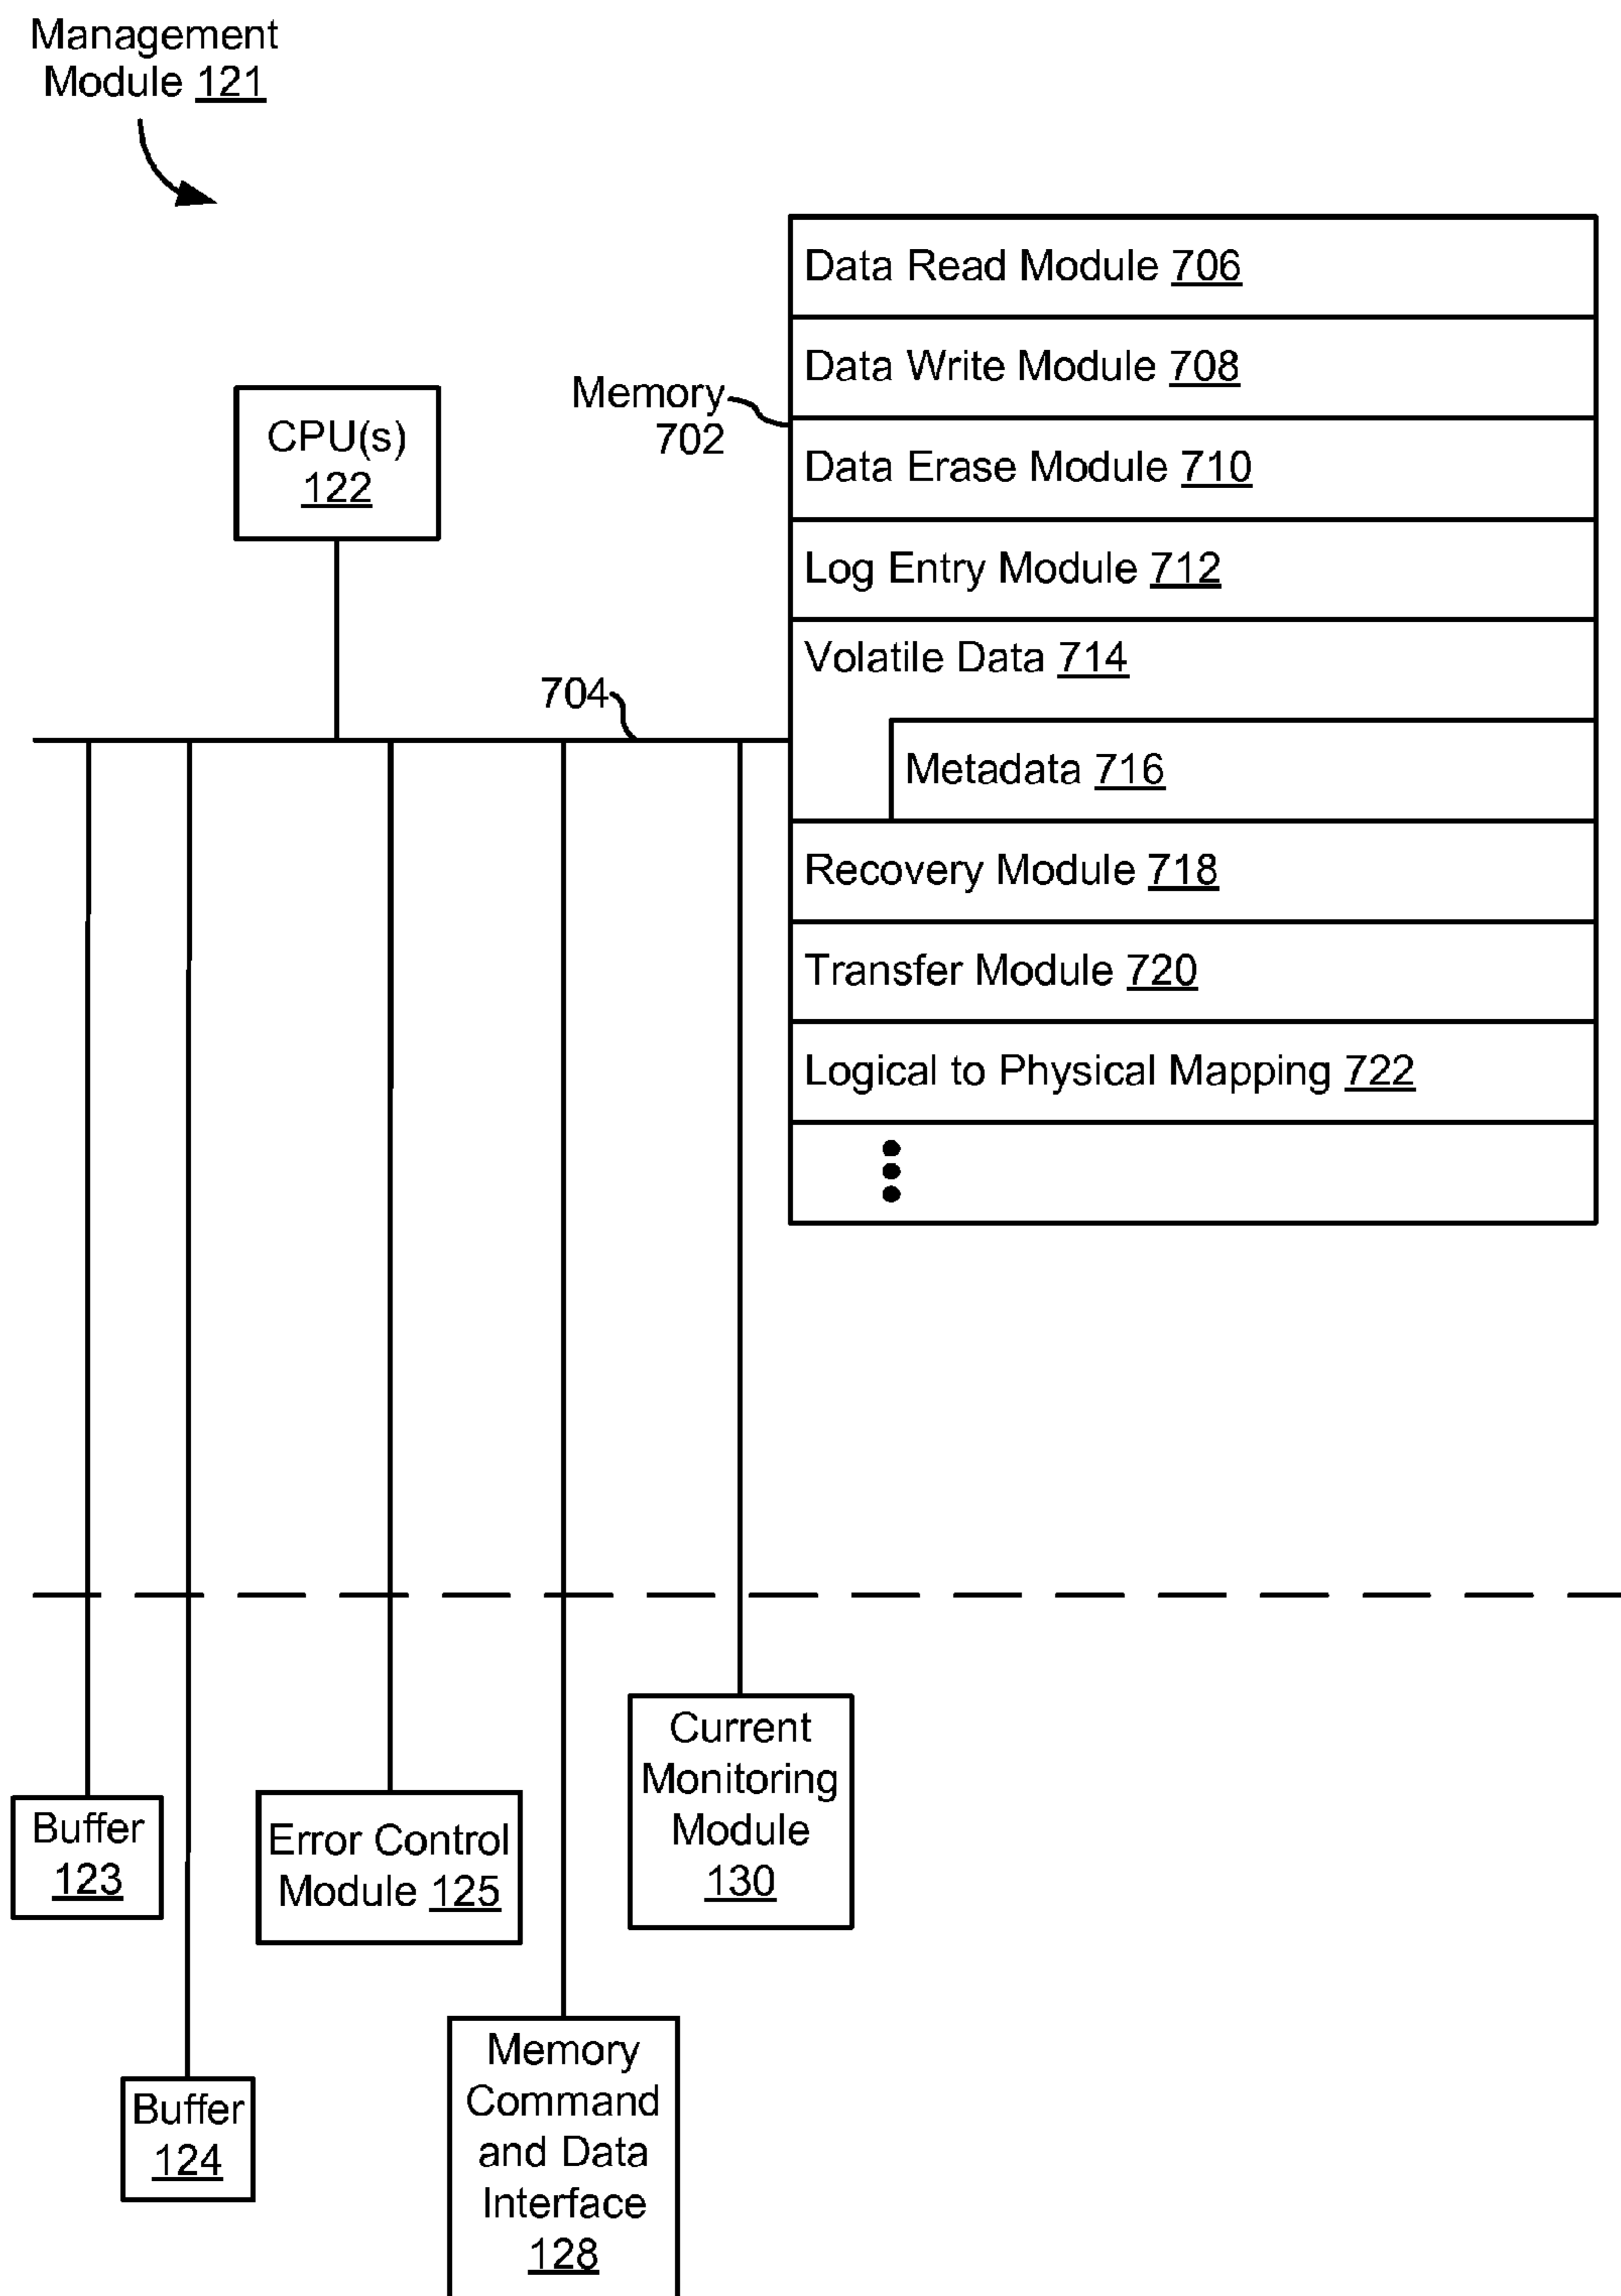 Management
Module 121
Data Read Module 706
Data Write Module 708
Memory
702
CPU(s)
122
Data Erase Module 710
Log Entry Module 712
Volatile Data 714
704
Metadata 716
Recovery Module 718
Transfer Module 720
Logical to Physical Mapping 722
Current
Monitoring
Module
130
Buffer
123
Error Control
Module 125
Memory
Command
and Data
Interface
128
Buffer
124